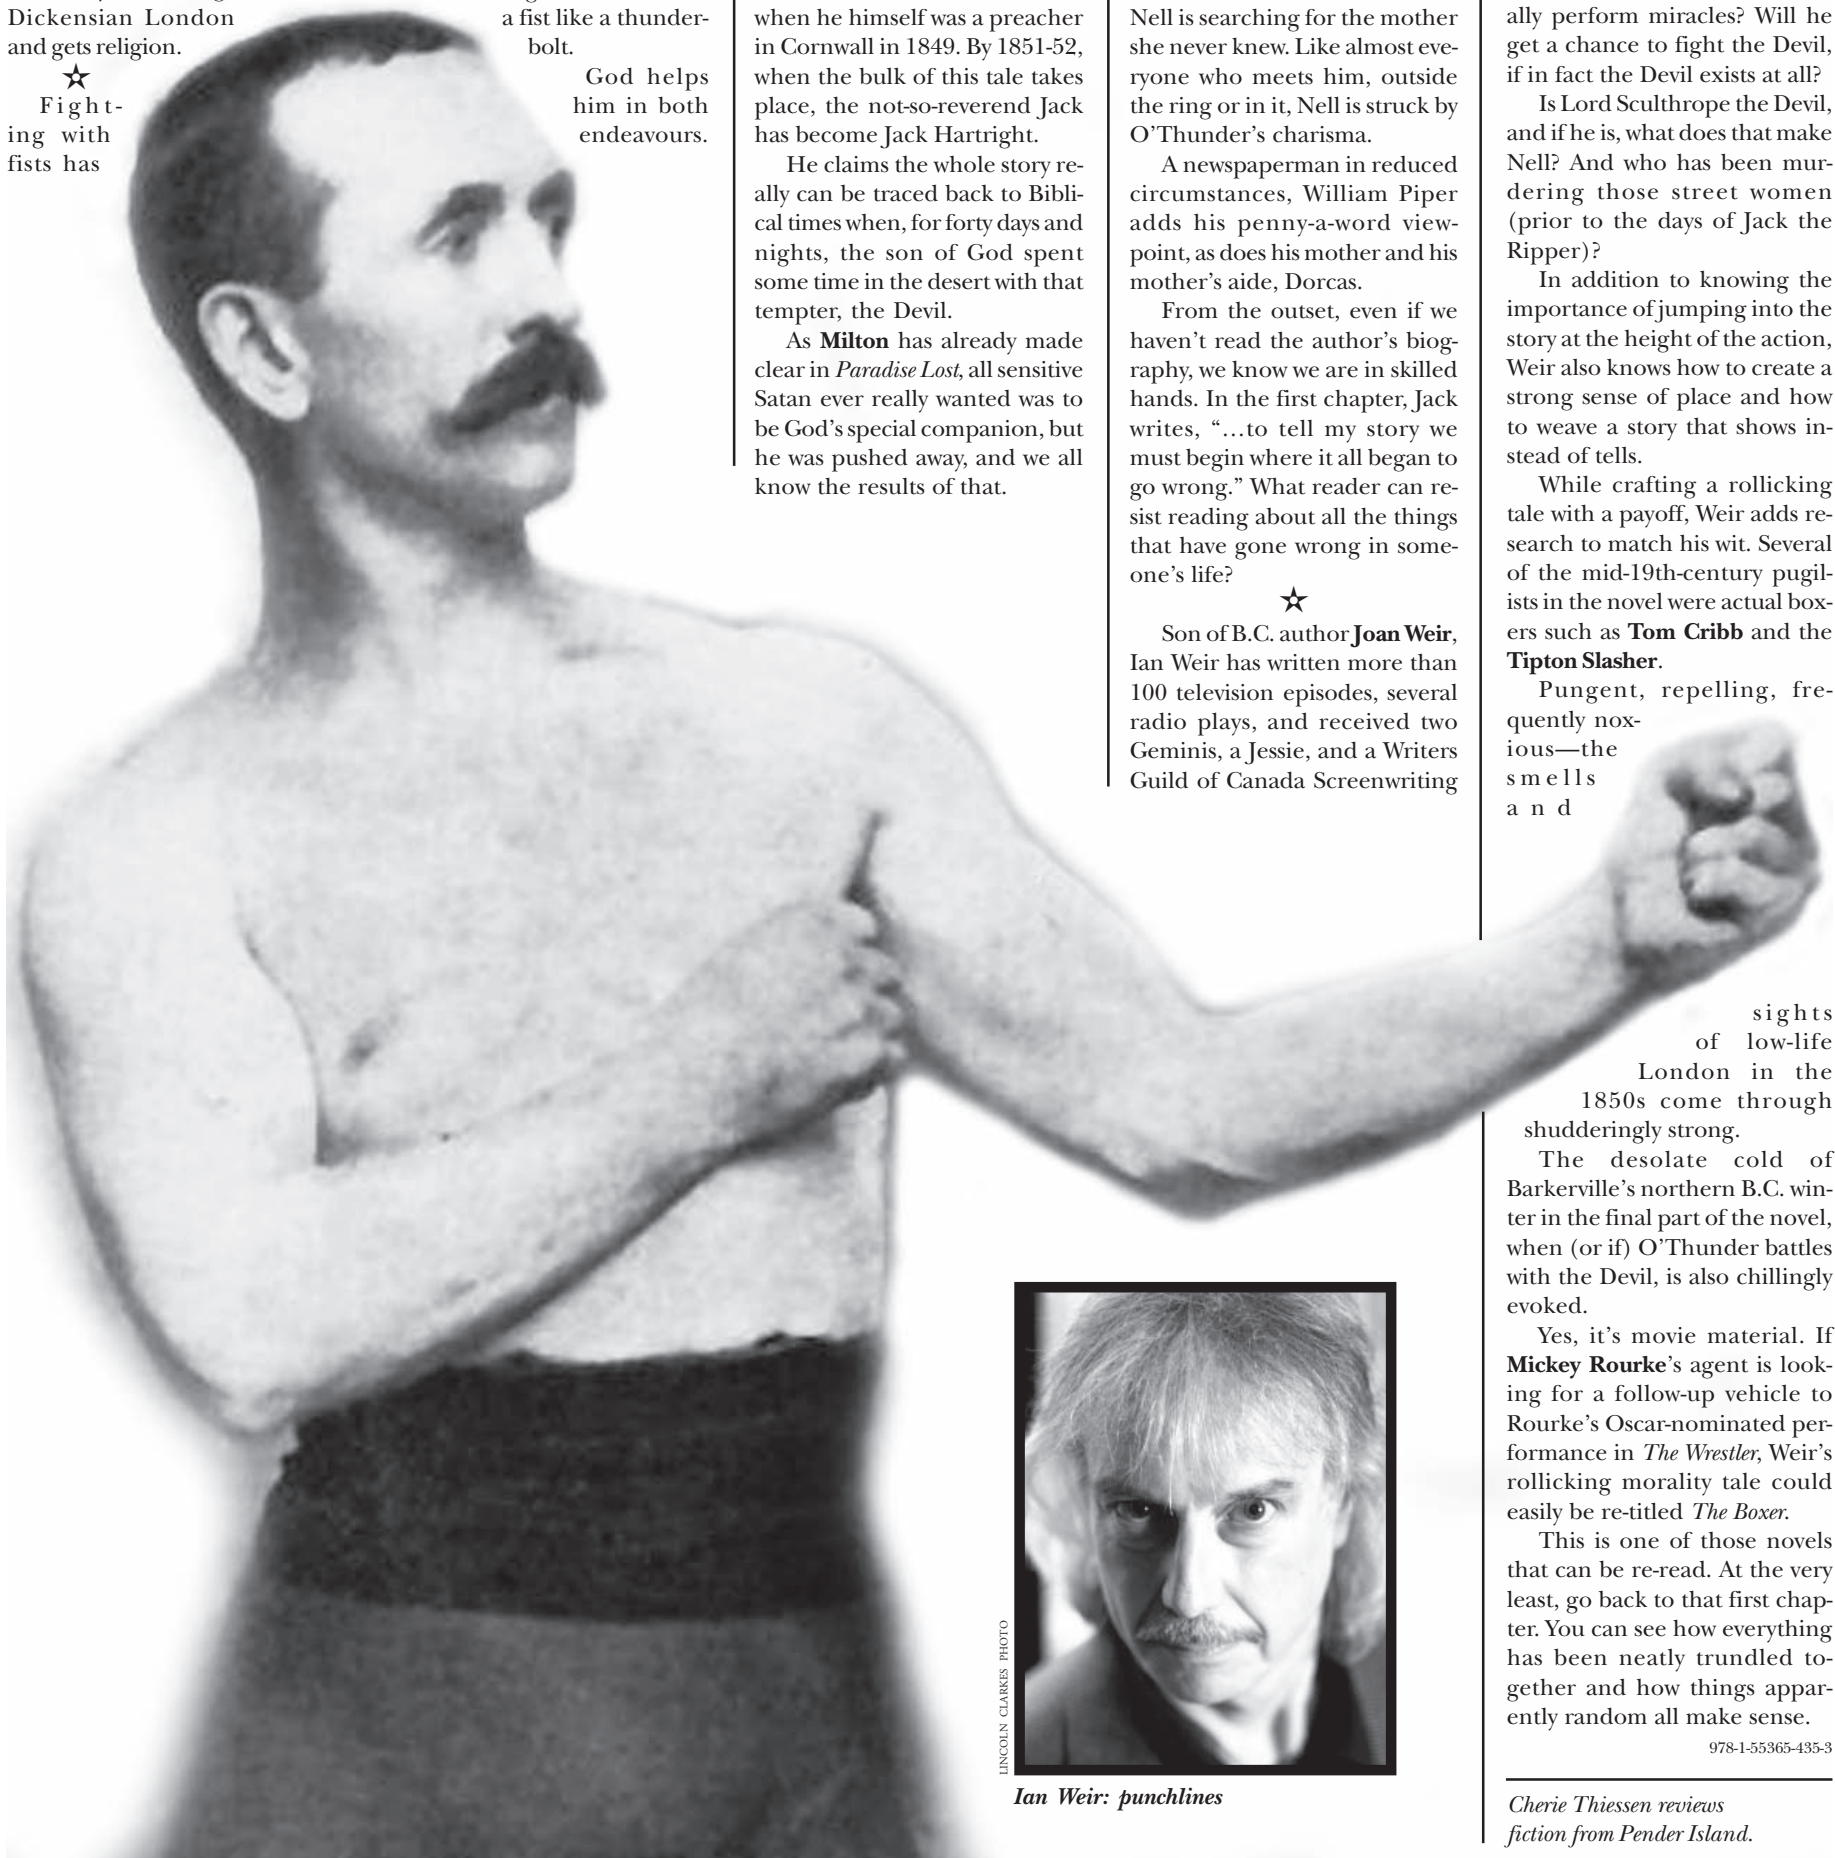 Dickensian London
and gets religion.
☆
Fight-
ing with
fists has
a fist like a thunder-
bolt.
God helps
him in both
endeavours.
when he himself was a preacher
in Cornwall in 1849. By 1851-52,
when the bulk of this tale takes
place, the not-so-reverend Jack
has become Jack Hartright.
He claims the whole story re-
ally can be traced back to Bibli-
cal times when, for forty days and
nights, the son of God spent
some time in the desert with that
tempter, the Devil.
As Milton has already made
clear in Paradise Lost, all sensitive
Satan ever really wanted was to
be God's special companion, but
he was pushed away, and we all
know the results of that.
Nell is searching for the mother
she never knew. Like almost eve-
ryone who meets him, outside
the ring or in it, Nell is struck by
O'Thunder's charisma.
A newspaperman in reduced
circumstances, William Piper
adds his penny-a-word view-
point, as does his mother and his
mother's aide, Dorcas.
From the outset, even if we
haven't read the author's biog-
raphy, we know we are in skilled
hands. In the first chapter, Jack
writes, “…to tell my story we
must begin where it all began to
go wrong.” What reader can re-
sist reading about all the things
that have gone wrong in some-
one's life?
☆
Son of B.C. author Joan Weir,
Ian Weir has written more than
100 television episodes, several
radio plays, and received two
Geminis, a Jessie, and a Writers
Guild of Canada Screenwriting
ally perform miracles? Will he
get a chance to fight the Devil,
if in fact the Devil exists at all?
Is Lord Sculthrope the Devil,
and if he is, what does that make
Nell? And who has been mur-
dering those street women
(prior to the days of Jack the
Ripper)?
In addition to knowing the
importance of jumping into the
story at the height of the action,
Weir also knows how to create a
strong sense of place and how
to weave a story that shows in-
stead of tells.
While crafting a rollicking
tale with a payoff, Weir adds re-
search to match his wit. Several
of the mid-19th-century pugil-
ists in the novel were actual box-
ers such as Tom Cribb and the
Tipton Slasher.
Pungent, repelling, fre-
quently nox-
ious—the
smells
and
sights
of low-life
London in the
1850s come through
shudderingly strong.
The desolate cold of
Barkerville's northern B.C. win-
ter in the final part of the novel,
when (or if) O'Thunder battles
with the Devil, is also chillingly
evoked.
Yes, it's movie material. If
Mickey Rourke's agent is look-
ing for a follow-up vehicle to
Rourke's Oscar-nominated per-
formance in The Wrestler, Weir's
rollicking morality tale could
easily be re-titled The Boxer.
This is one of those novels
that can be re-read. At the very
least, go back to that first chap-
ter. You can see how everything
has been neatly trundled to-
gether and how things appar-
ently random all make sense.
978-1-55365-435-3
Cherie Thiessen reviews
fiction from Pender Island.
LINCOLN CLARKES PHOTO
Ian Weir: punchlines